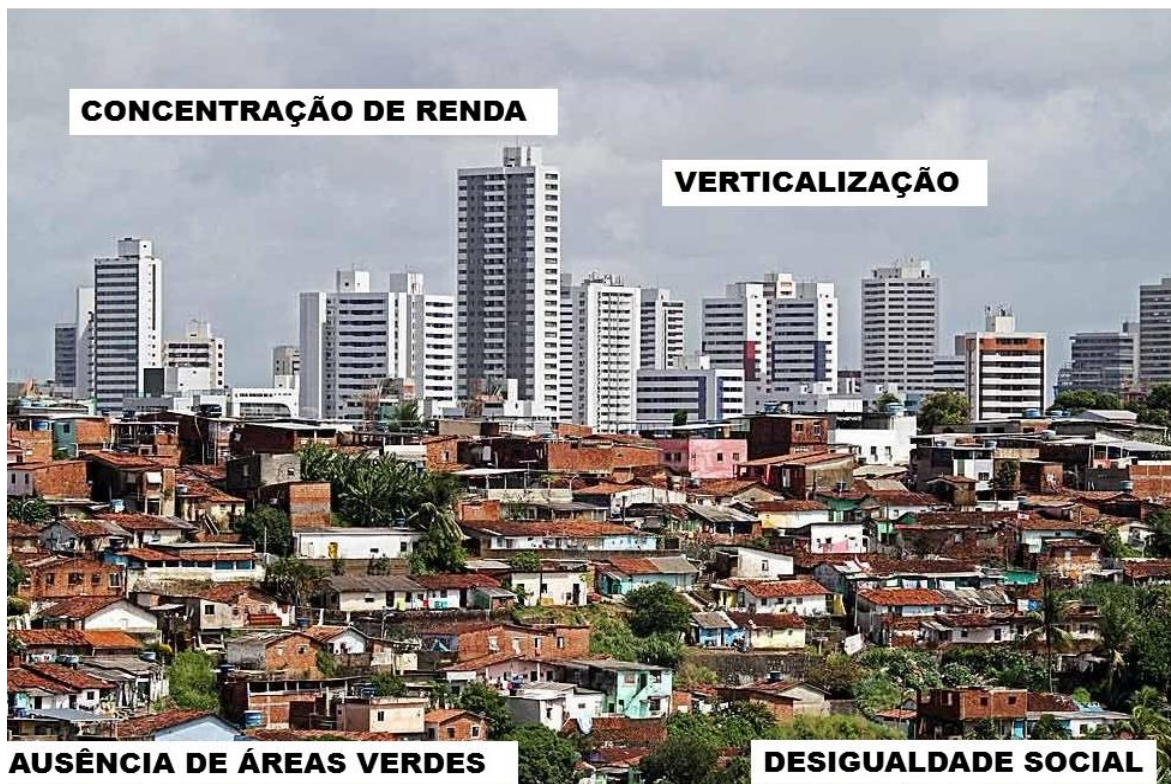 CONCENTRAÇÃO DE RENDA
VERTICALIZAÇÃO
AUSÊNCIA DE ÁREAS VERDES
DESIGUALDADE SOCIAL